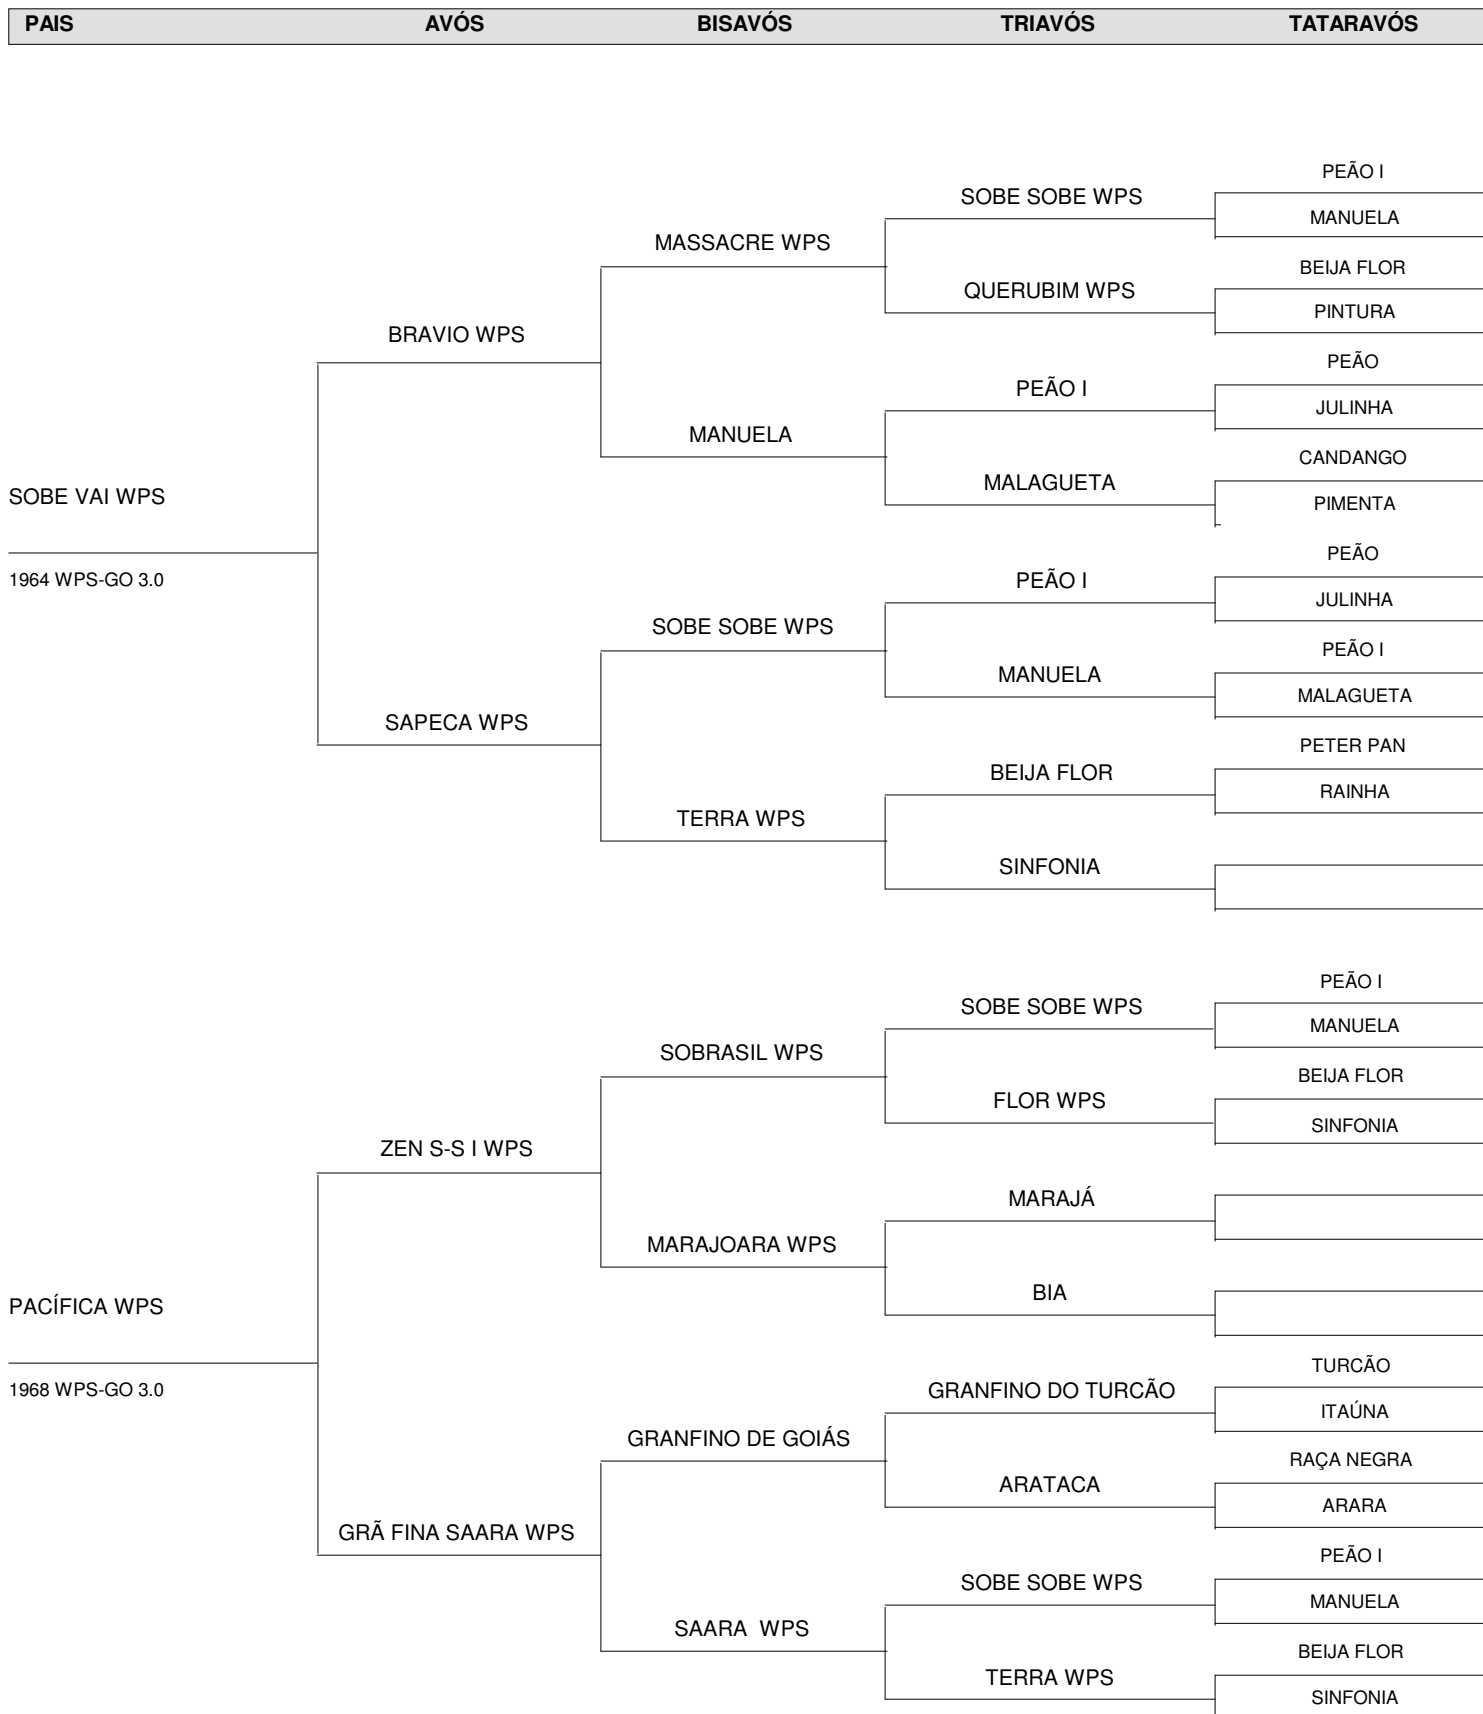 PAIS AVÓS BISAVÓS TRIAVÓS TATARAVÓS
PEÃO I
SOBE SOBE WPS
MANUELA
MASSACRE WPS
BEIJA FLOR
QUERUBIM WPS
PINTURA
BRAVIO WPS
PEÃO
PEÃO I
JULINHA
MANUELA
CANDANGO
MALAGUETA
SOBE VAI WPS
PIMENTA
PEÃO
1964 WPS-GO 3.0
PEÃO I
JULINHA
SOBE SOBE WPS
PEÃO I
MANUELA
MALAGUETA
SAPECA WPS
PETER PAN
BEIJA FLOR
RAINHA
TERRA WPS
SINFONIA
PEÃO I
SOBE SOBE WPS
MANUELA
SOBRASIL WPS
BEIJA FLOR
FLOR WPS
SINFONIA
ZEN S-S I WPS
MARAJÁ
MARAJOARA WPS
BIA
PACÍFICA WPS
TURCÃO
1968 WPS-GO 3.0
GRANFINO DO TURCÃO
ITAÚNA
GRANFINO DE GOIÁS
RAÇA NEGRA
ARATACA
ARARA
GRÃ FINA SAARA WPS
PEÃO I
SOBE SOBE WPS
MANUELA
SAARA  WPS
BEIJA FLOR
TERRA WPS
SINFONIA